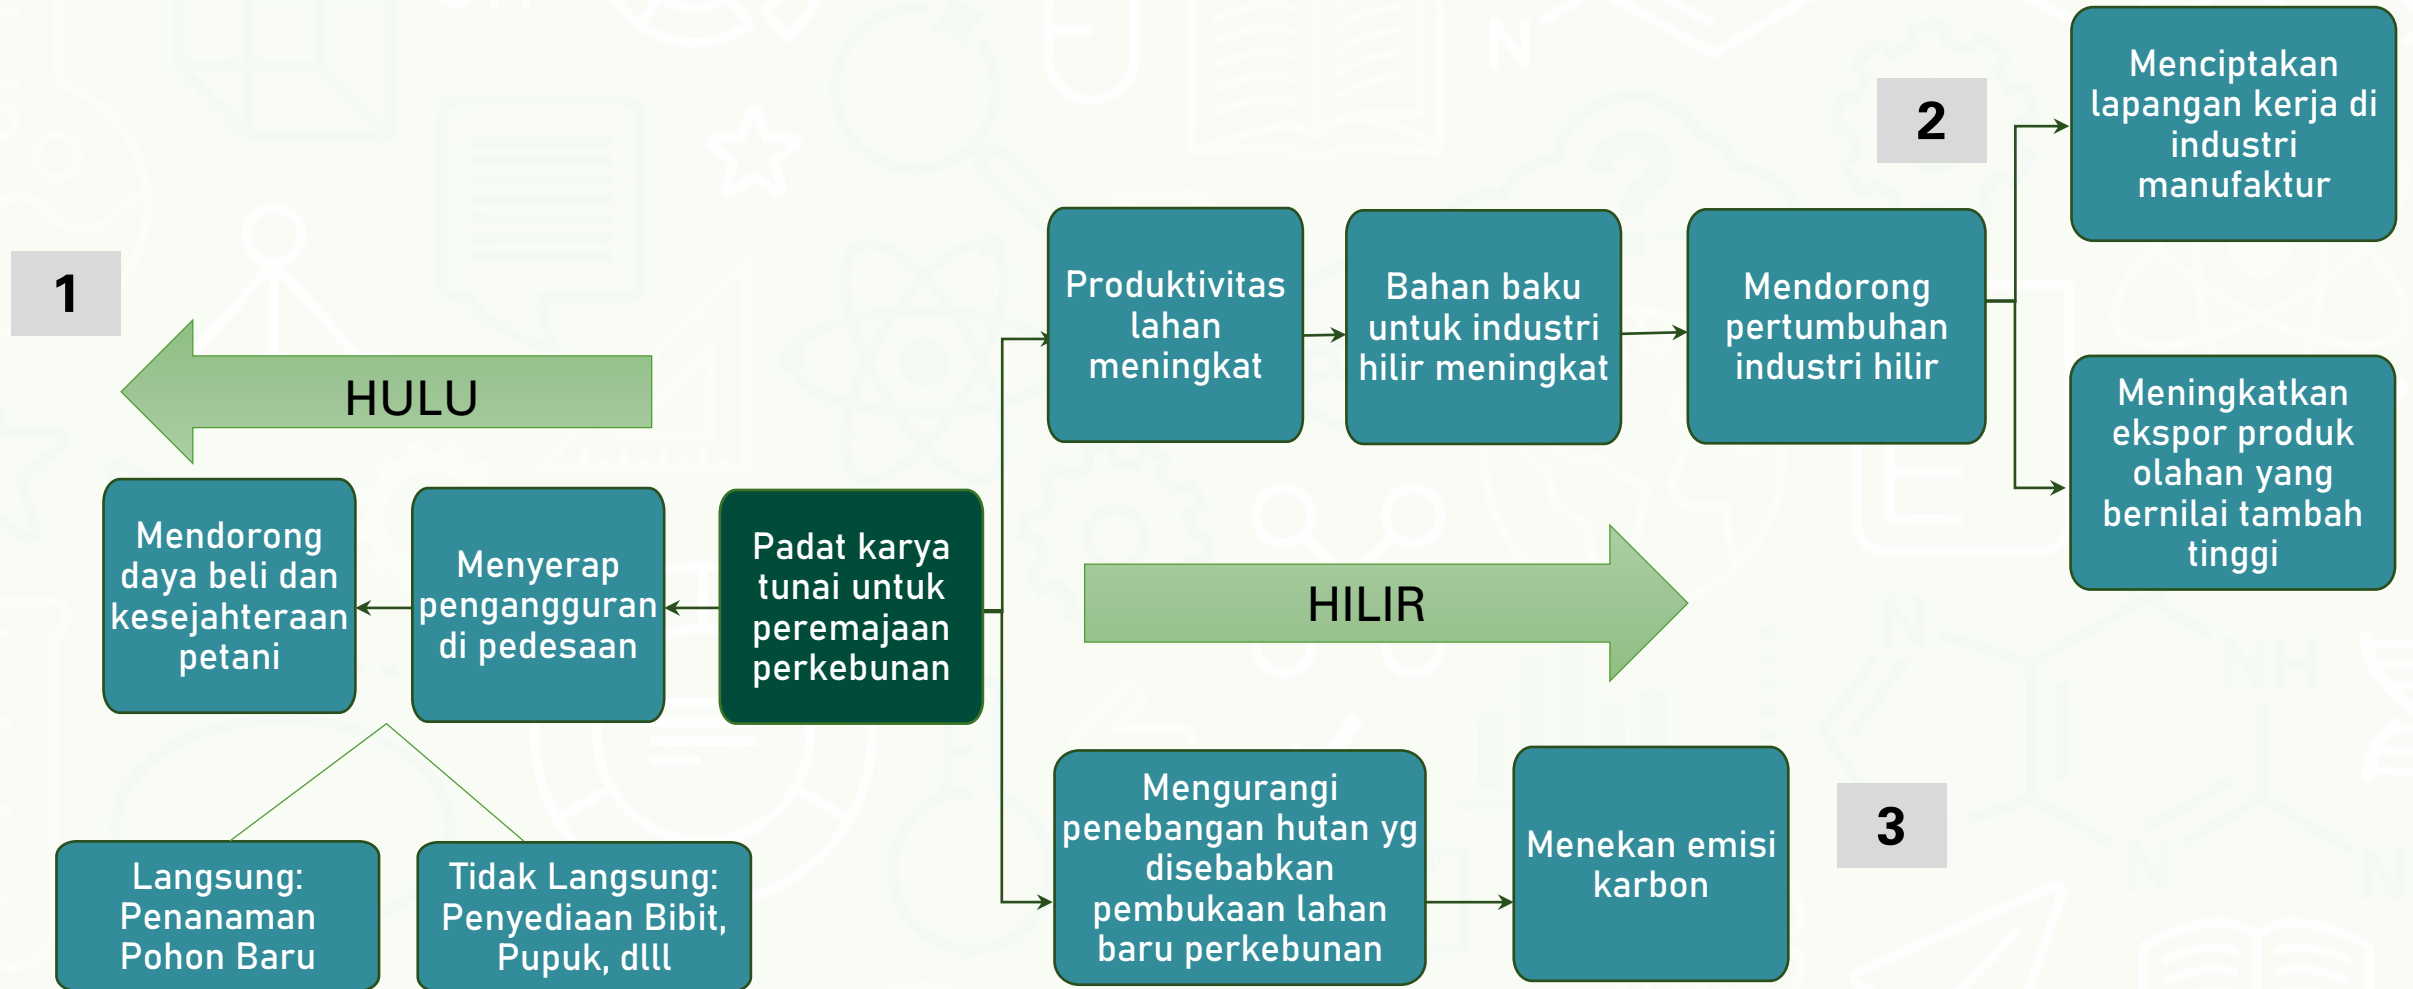 1
HULU
Mendorong
daya beli dan
kesejahteraan
petani
Menyerap
pengangguran
di pedesaan
Padat karya
tunai untuk
peremajaan
perkebunan
Langsung:
Penanaman
Pohon Baru
Tidak Langsung:
Penyediaan Bibit,
Pupuk, dlll
Produktivitas
lahan
meningkat
Bahan baku
untuk industri
hilir meningkat
Mendorong
pertumbuhan
industri hilir
2
Menciptakan
lapangan kerja di
industri
manufaktur
Meningkatkan
ekspor produk
olahan yang
bernilai tambah
tinggi
HILIR
Mengurangi
penebangan hutan yg
disebabkan
pembukaan lahan
baru perkebunan
Menekan emisi
karbon
3